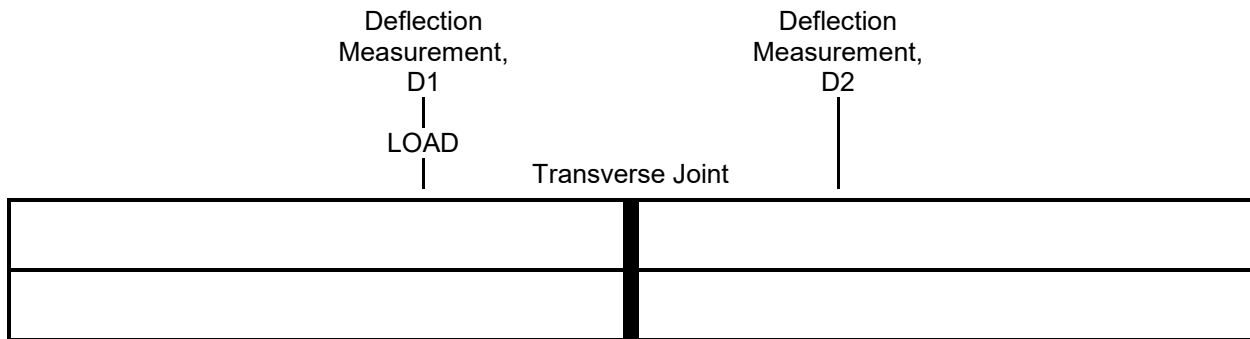 Deflection
Measurement,
D1
LOAD
Deflection
Measurement,
D2
Transverse Joint